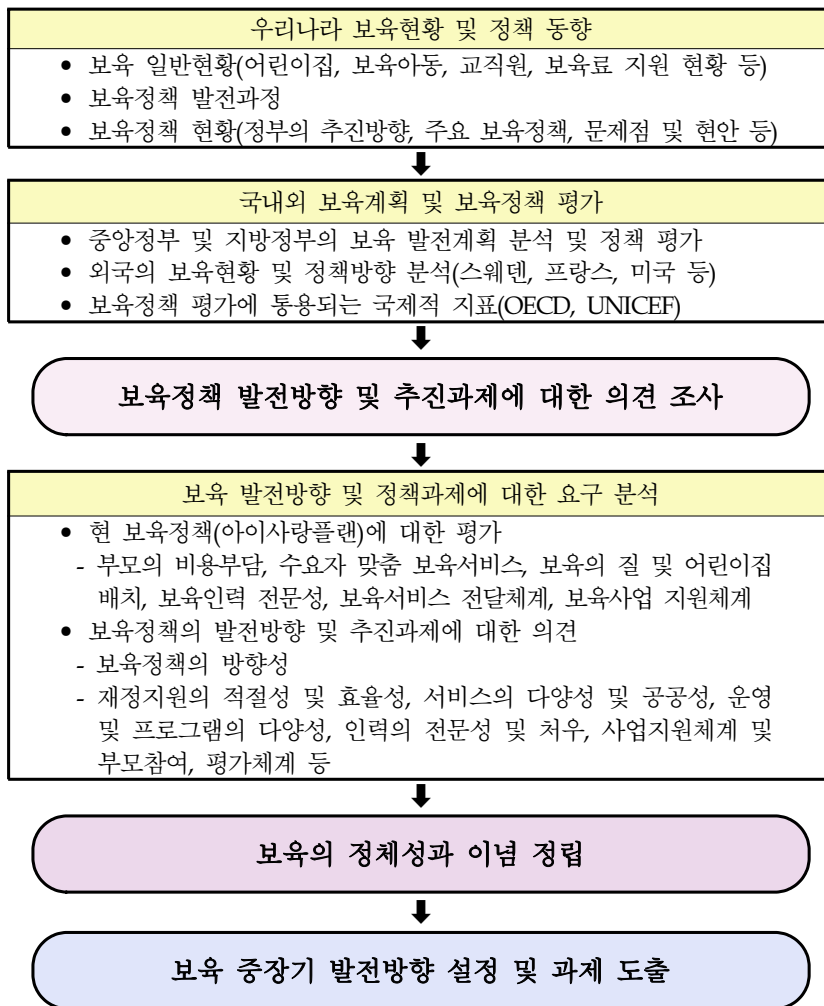 우리나라 보육현황 및 정책 동향
• 보육 일반현황(어린이집, 보육아동, 교직원, 보육료 지원 현황 등)
• 보육정책 발전과정
• 보육정책 현황(정부의 추진방향, 주요 보육정책, 문제점 및 현안 등)
국내외 보육계획 및 보육정책 평가
• 중앙정부 및 지방정부의 보육 발전계획 분석 및 정책 평가
• 외국의 보육현황 및 정책방향 분석(스웨덴, 프랑스, 미국 등)
• 보육정책 평가에 통용되는 국제적 지표(OECD, UNICEF)
보육정책 발전방향 및 추진과제에 대한 의견 조사
보육 발전방향 및 정책과제에 대한 요구 분석
• 현 보육정책(아이사랑플랜)에 대한 평가
- 부모의 비용부담, 수요자 맞춤 보육서비스, 보육의 질 및 어린이집
배치, 보육인력 전문성, 보육서비스 전달체계, 보육사업 지원체계
• 보육정책의 발전방향 및 추진과제에 대한 의견
- 보육정책의 방향성
- 재정지원의 적절성 및 효율성, 서비스의 다양성 및 공공성, 운영
및 프로그램의 다양성, 인력의 전문성 및 처우, 사업지원체계 및
부모참여, 평가체계 등
보육의 정체성과 이념 정립
보육 중장기 발전방향 설정 및 과제 도출